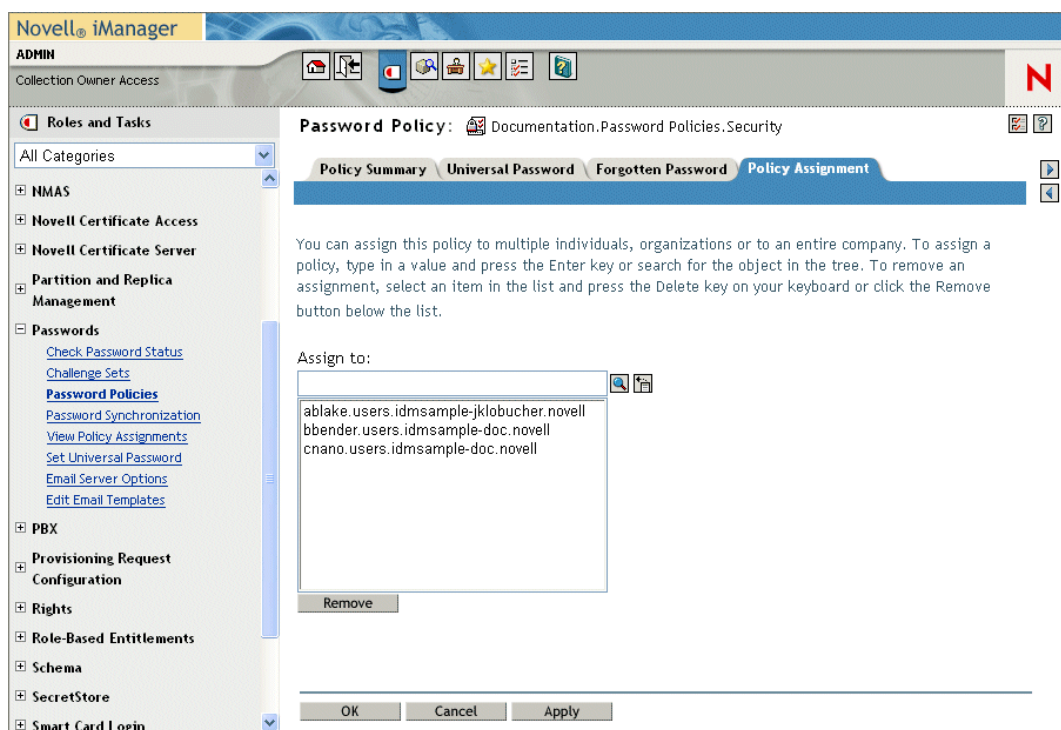 Novell® iManager
ADMIN
Collection Owner Access
N
Roles and Tasks
All Categories
NMAS
Novell Certificate Access
Novell Certificate Server
Partition and Replica
Management
Passwords
Check Password Status
Challenge Sets
Password Policies
Password Synchronization
View Policy Assignments
Set Universal Password
Email Server Options
Edit Email Templates
PBX
Provisioning Request
Configuration
Rights
Role-Based Entitlements
Schema
SecretStore
Smart Card Login
Password Policy: Documentation.Password Policies.Security
Policy Summary Universal Password Forgotten Password Policy Assignment
You can assign this policy to multiple individuals, organizations or to an entire company. To assign a
policy, type in a value and press the Enter key or search for the object in the tree. To remove an
assignment, select an item in the list and press the Delete key on your keyboard or click the Remove
button below the list.
Assign to:
ablake.users.idmsample-jklobucher.novell
bbender.users.idmsample-doc.novell
cnano.users.idmsample-doc.novell
Remove
OK Cancel Apply